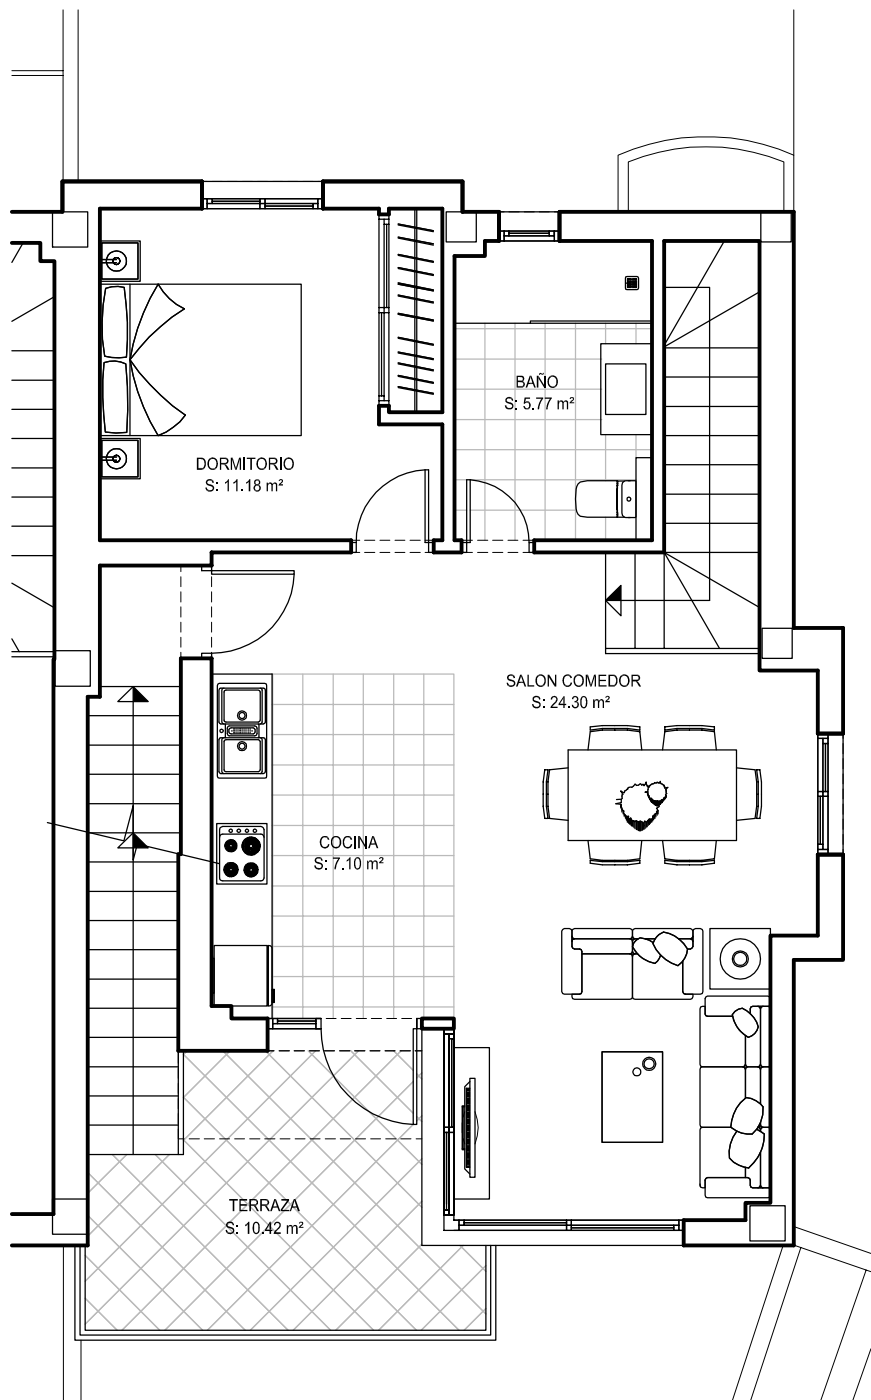 BAÑO
S: 5.77 m²
DORMITORIO
S: 11.18 m²
SALON COMEDOR
S: 24.30 m²
COCINA
S: 7.10 m²
TERRAZA
S: 10.42 m²